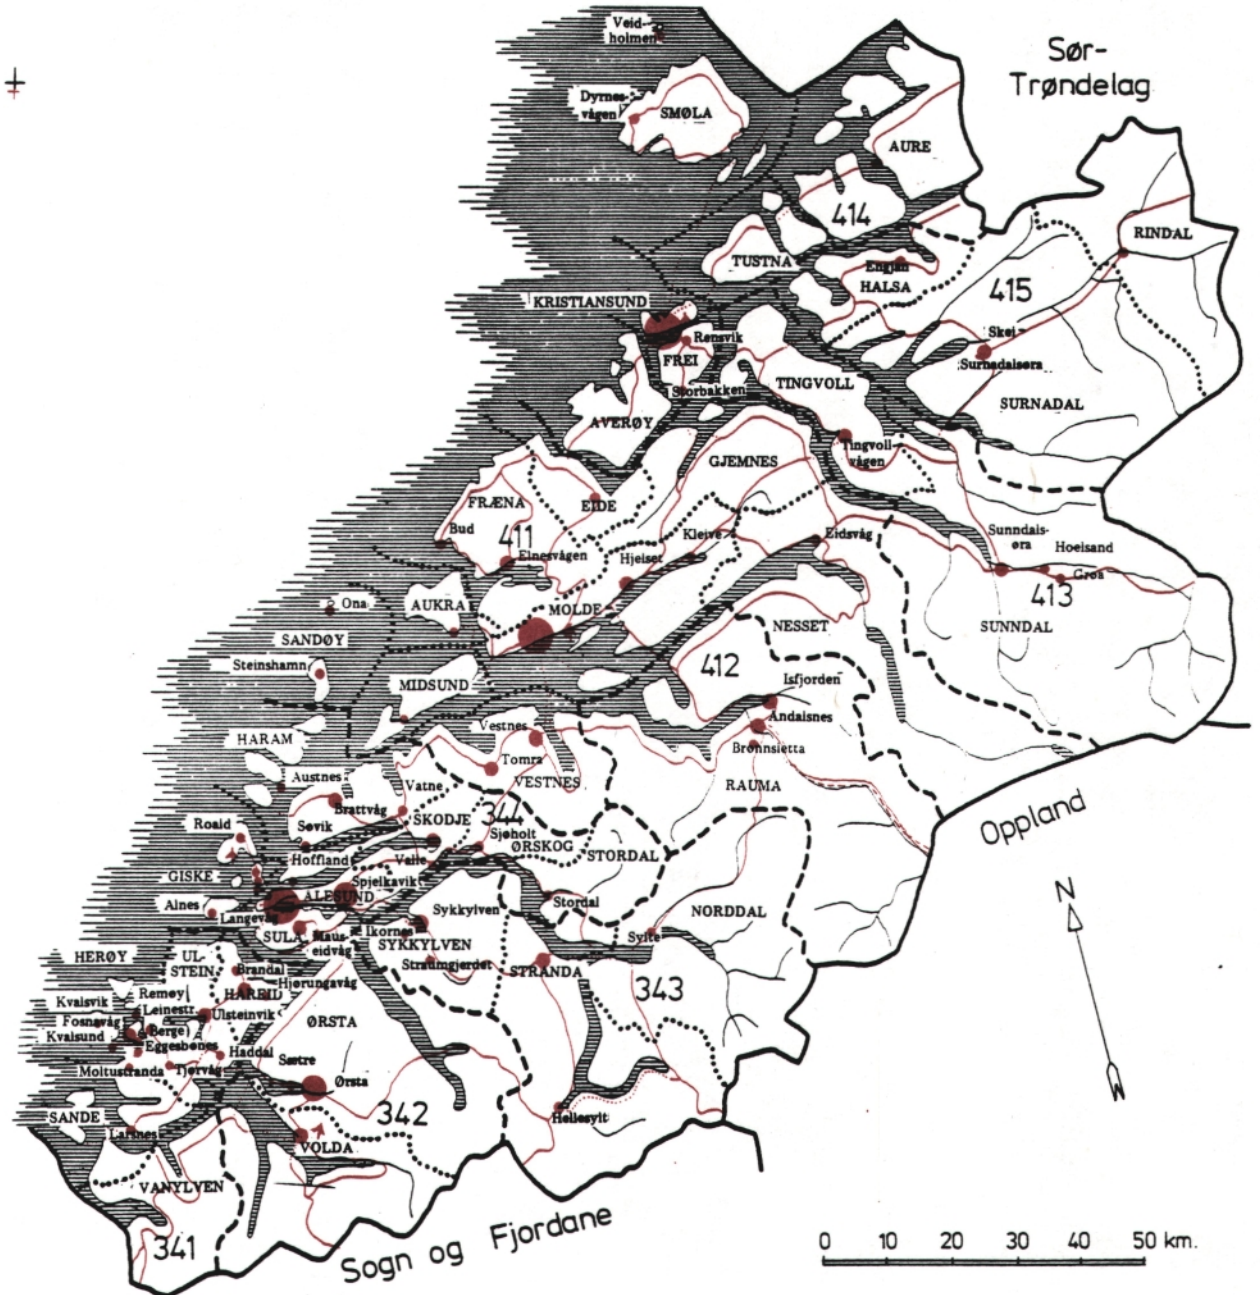 Veid-
holmen
Sør-
Trøndelag
Dyrnes-
vågen
SMØLA
AURE
414
RINDAL
TUSTNA
Engjan
HALSA
415
KRISTIANSUND
Rensvik
Skei
FREI
Surnadalsøra
Storbakken
TINGVOLL
SURNADAL
AVERØY
Tingvoll-
vågen
GJEMNES
FRÆNA
EIDE
Bud
411
Elnesvågen
Kleive
Eidsvåg
Sunndals-
øra
Hoelsand
Hjelset
Grøa
413
Ona
AUKRA
MOLDE
NESSET
SUNNDAL
SANDØY
Steinshamn
412
MIDSUND
Isfjorden
Åndalsnes
Vestnes
HARAM
Brønnsletta
Tomra
Austnes
Vatne
VESTNES
RAUMA
Brattvåg
SKODJE
344
Oppland
Roald
Søvik
Sjøholt
ØRSKOG
STORDAL
Hoffland
Valle
GISKE
Spjelkavik
N
ÅLESUND
Stordal
Alnes
Langevåg
Sykkylven
NORDDAL
Ikornes
SULA
Maus-
eidvåg
SYKKYLVEN
Sylte
HERØY
UL-
STEIN
Straumgjerdet
STRANDA
Brandal
Hjørungavåg
343
Remøy
HAREID
Kvalsvik
Leinestr.
Ulsteinvik
Fosnavåg
ØRSTA
Berge
Kvalsund
Eggesbønes
Haddal
Sætre
Moltustranda
Tjørvåg
Ørsta
SANDE
342
Hellesylt
Larsnes
VOLDA
VANYLVEN
341
Sogn og Fjordane
0 10 20 30 40 50 km.